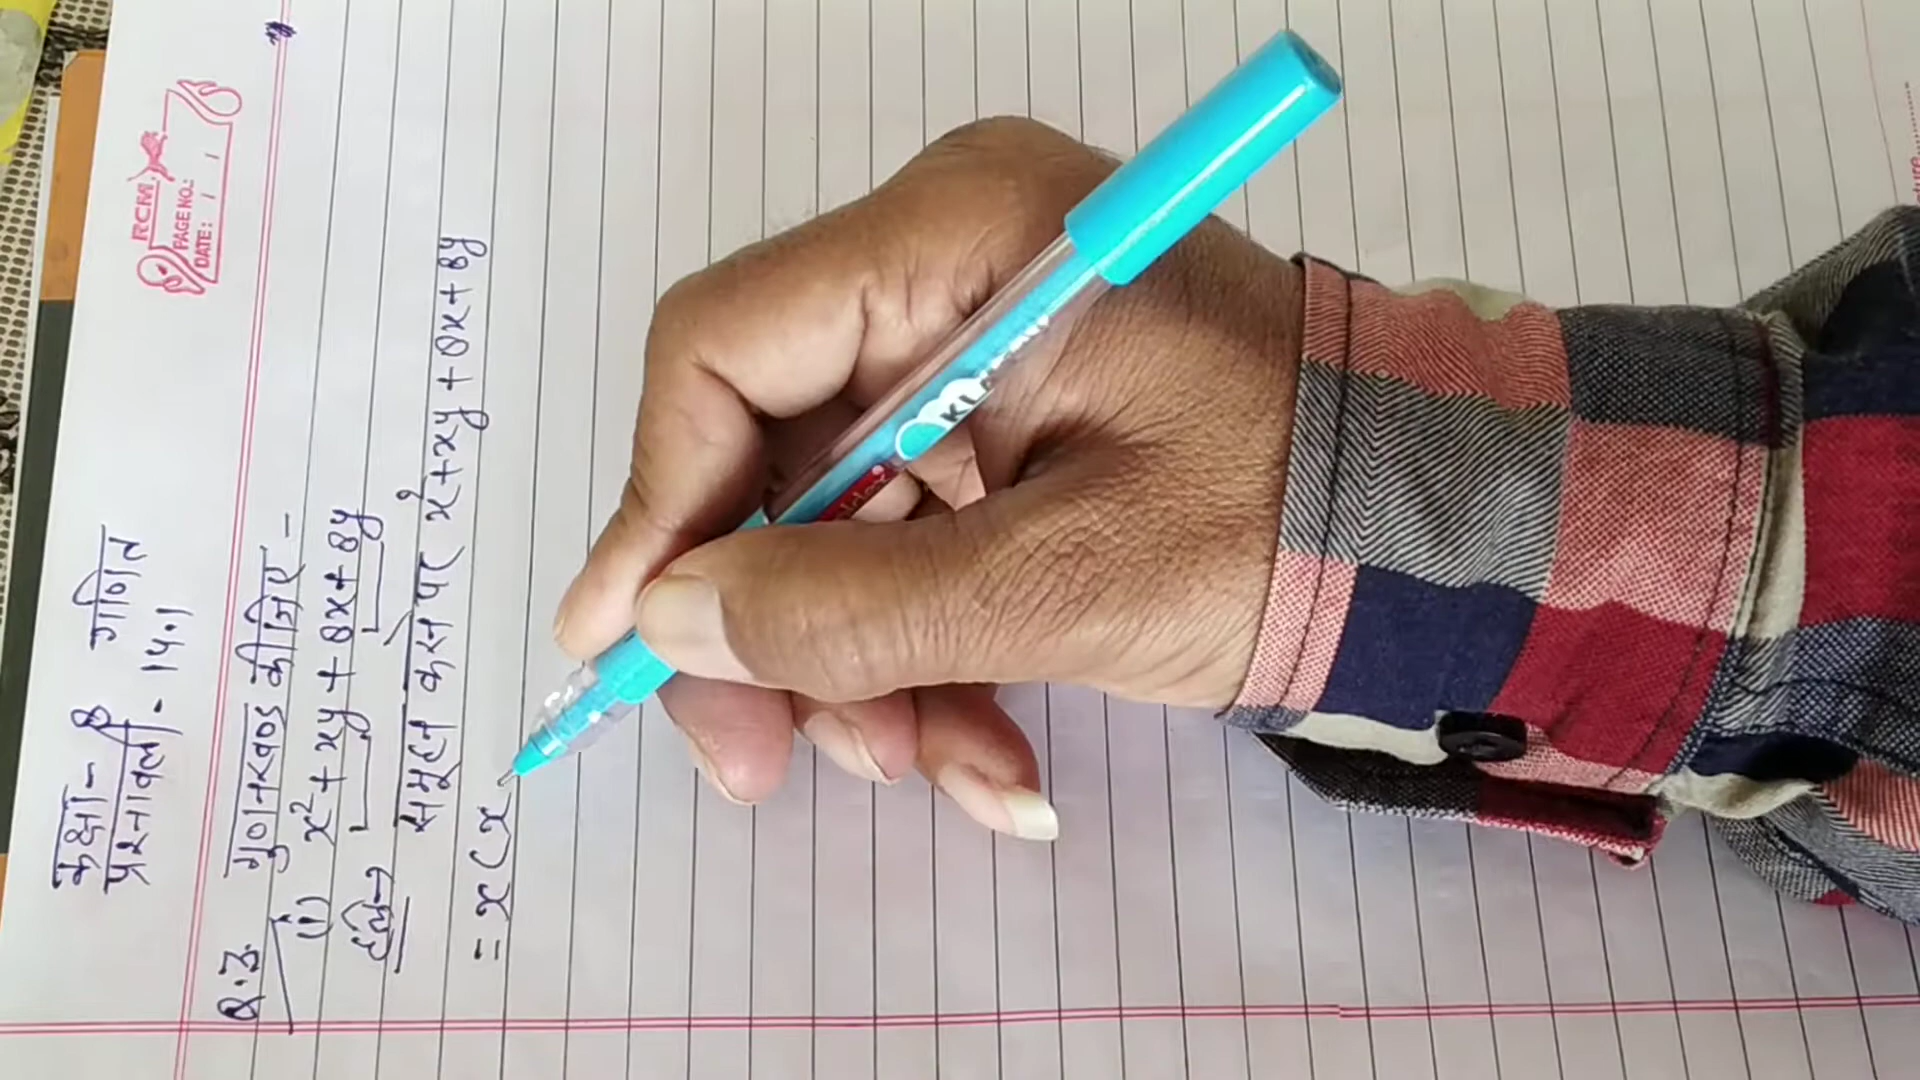 RCM
PAGE NO.:
DATE: / /
कक्षा - 8 गणित
प्रश्नावली - 14.1
Q.3. गुणनखण्ड कीजिए -
(i) x² + xy + 8x + 8y
हल→
समूहन करने पर x² + xy + 8x + 8y
= x(x